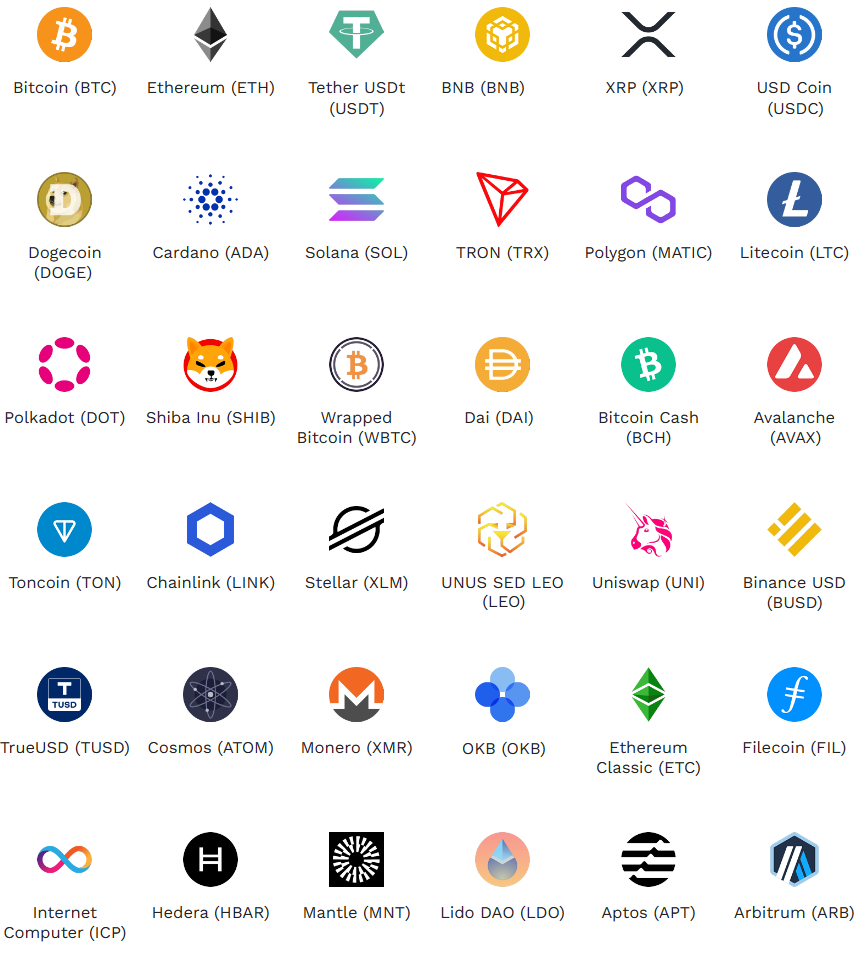 Bitcoin (BTC)
Ethereum (ETH)
Tether USDt
(USDT)
BNB (BNB)
XRP (XRP)
USD Coin
(USDC)
Dogecoin
(DOGE)
Cardano (ADA)
Solana (SOL)
TRON (TRX)
Polygon (MATIC)
Litecoin (LTC)
Polkadot (DOT)
Shiba Inu (SHIB)
Wrapped
Bitcoin (WBTC)
Dai (DAI)
Bitcoin Cash
(BCH)
Avalanche
(AVAX)
Toncoin (TON)
Chainlink (LINK)
Stellar (XLM)
UNUS SED LEO
(LEO)
Uniswap (UNI)
Binance USD
(BUSD)
T
TUSD
TrueUSD (TUSD)
Cosmos (ATOM)
Monero (XMR)
OKB (OKB)
Ethereum
Classic (ETC)
Filecoin (FIL)
Internet
Computer (ICP)
Hedera (HBAR)
Mantle (MNT)
Lido DAO (LDO)
Aptos (APT)
Arbitrum (ARB)